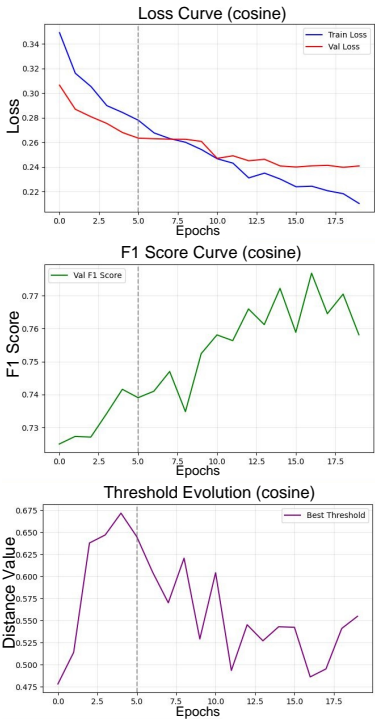 Loss Curve (cosine)
Train Loss
Val Loss
Loss
0.34
0.32
0.30
0.28
0.26
0.24
0.22
0.0 2.5 5.0 7.5 10.0 12.5 15.0 17.5
Epochs
F1 Score Curve (cosine)
Val F1 Score
F1 Score
0.77
0.76
0.75
0.74
0.73
0.0 2.5 5.0 7.5 10.0 12.5 15.0 17.5
Epochs
Threshold Evolution (cosine)
Best Threshold
Distance Value
0.675
0.650
0.625
0.600
0.575
0.550
0.525
0.500
0.475
0.0 2.5 5.0 7.5 10.0 12.5 15.0 17.5
Epochs